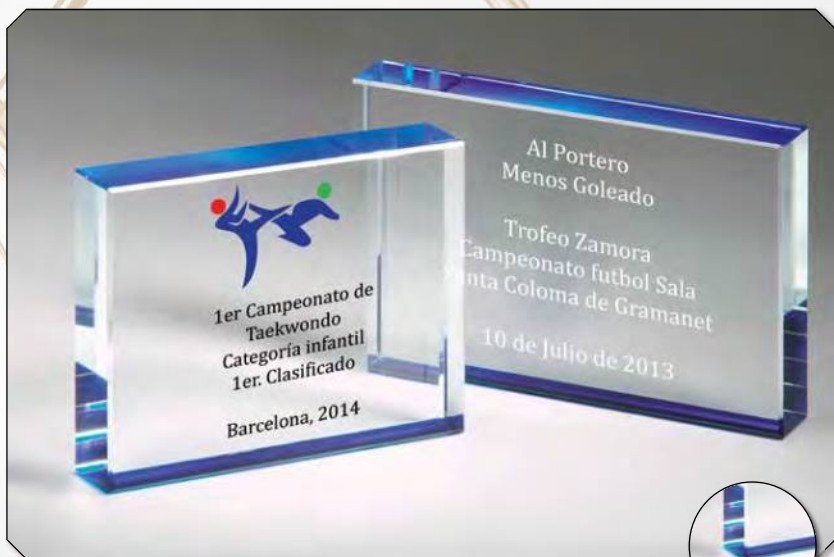 1er Campeonato de
Taekwondo
Categoría infantil
1er. Clasificado
Barcelona, 2014
Al Portero
Menos Goleado
Trofeo Zamora
Campeonato futbol Sala
Coloma de Gramanet
10 de Julio de 2013